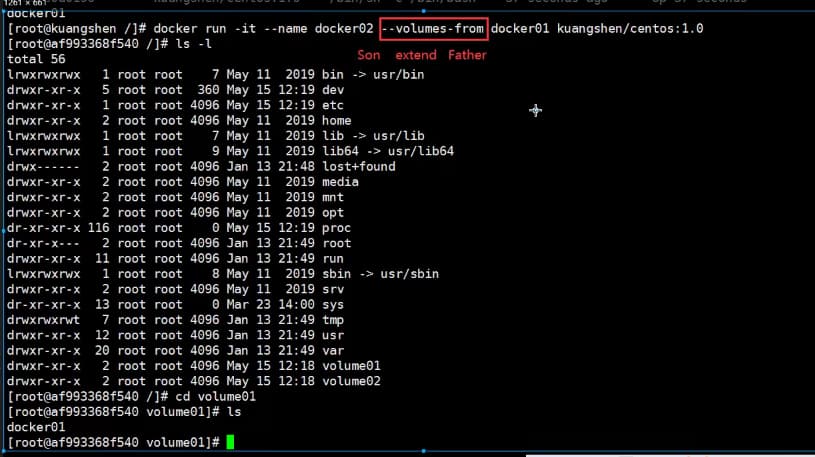 1261 × 661
docker01
[root@kuangshen /]# docker run -it --name docker02 --volumes-from docker01 kuangshen/centos:1.0
[root@af993368f540 /]# ls -l
Son extend Father
total 56
lrwxrwxrwx 1 root root 7 May 11 2019 bin -> usr/bin
drwxr-xr-x 5 root root 360 May 15 12:19 dev
drwxr-xr-x 1 root root 4096 May 15 12:19 etc
drwxr-xr-x 2 root root 4096 May 11 2019 home
lrwxrwxrwx 1 root root 7 May 11 2019 lib -> usr/lib
lrwxrwxrwx 1 root root 9 May 11 2019 lib64 -> usr/lib64
drwx------ 2 root root 4096 Jan 13 21:48 lost+found
drwxr-xr-x 2 root root 4096 May 11 2019 media
drwxr-xr-x 2 root root 4096 May 11 2019 mnt
drwxr-xr-x 2 root root 4096 May 11 2019 opt
dr-xr-xr-x 116 root root 0 May 15 12:19 proc
dr-xr-x--- 2 root root 4096 Jan 13 21:49 root
drwxr-xr-x 11 root root 4096 Jan 13 21:49 run
lrwxrwxrwx 1 root root 8 May 11 2019 sbin -> usr/sbin
drwxr-xr-x 2 root root 4096 May 11 2019 srv
dr-xr-xr-x 13 root root 0 Mar 23 14:00 sys
drwxrwxrwt 7 root root 4096 Jan 13 21:49 tmp
drwxr-xr-x 12 root root 4096 Jan 13 21:49 usr
drwxr-xr-x 20 root root 4096 Jan 13 21:49 var
drwxr-xr-x 2 root root 4096 May 15 12:18 volume01
drwxr-xr-x 2 root root 4096 May 15 12:18 volume02
[root@af993368f540 /]# cd volume01
[root@af993368f540 volume01]# ls
docker01
[root@af993368f540 volume01]#